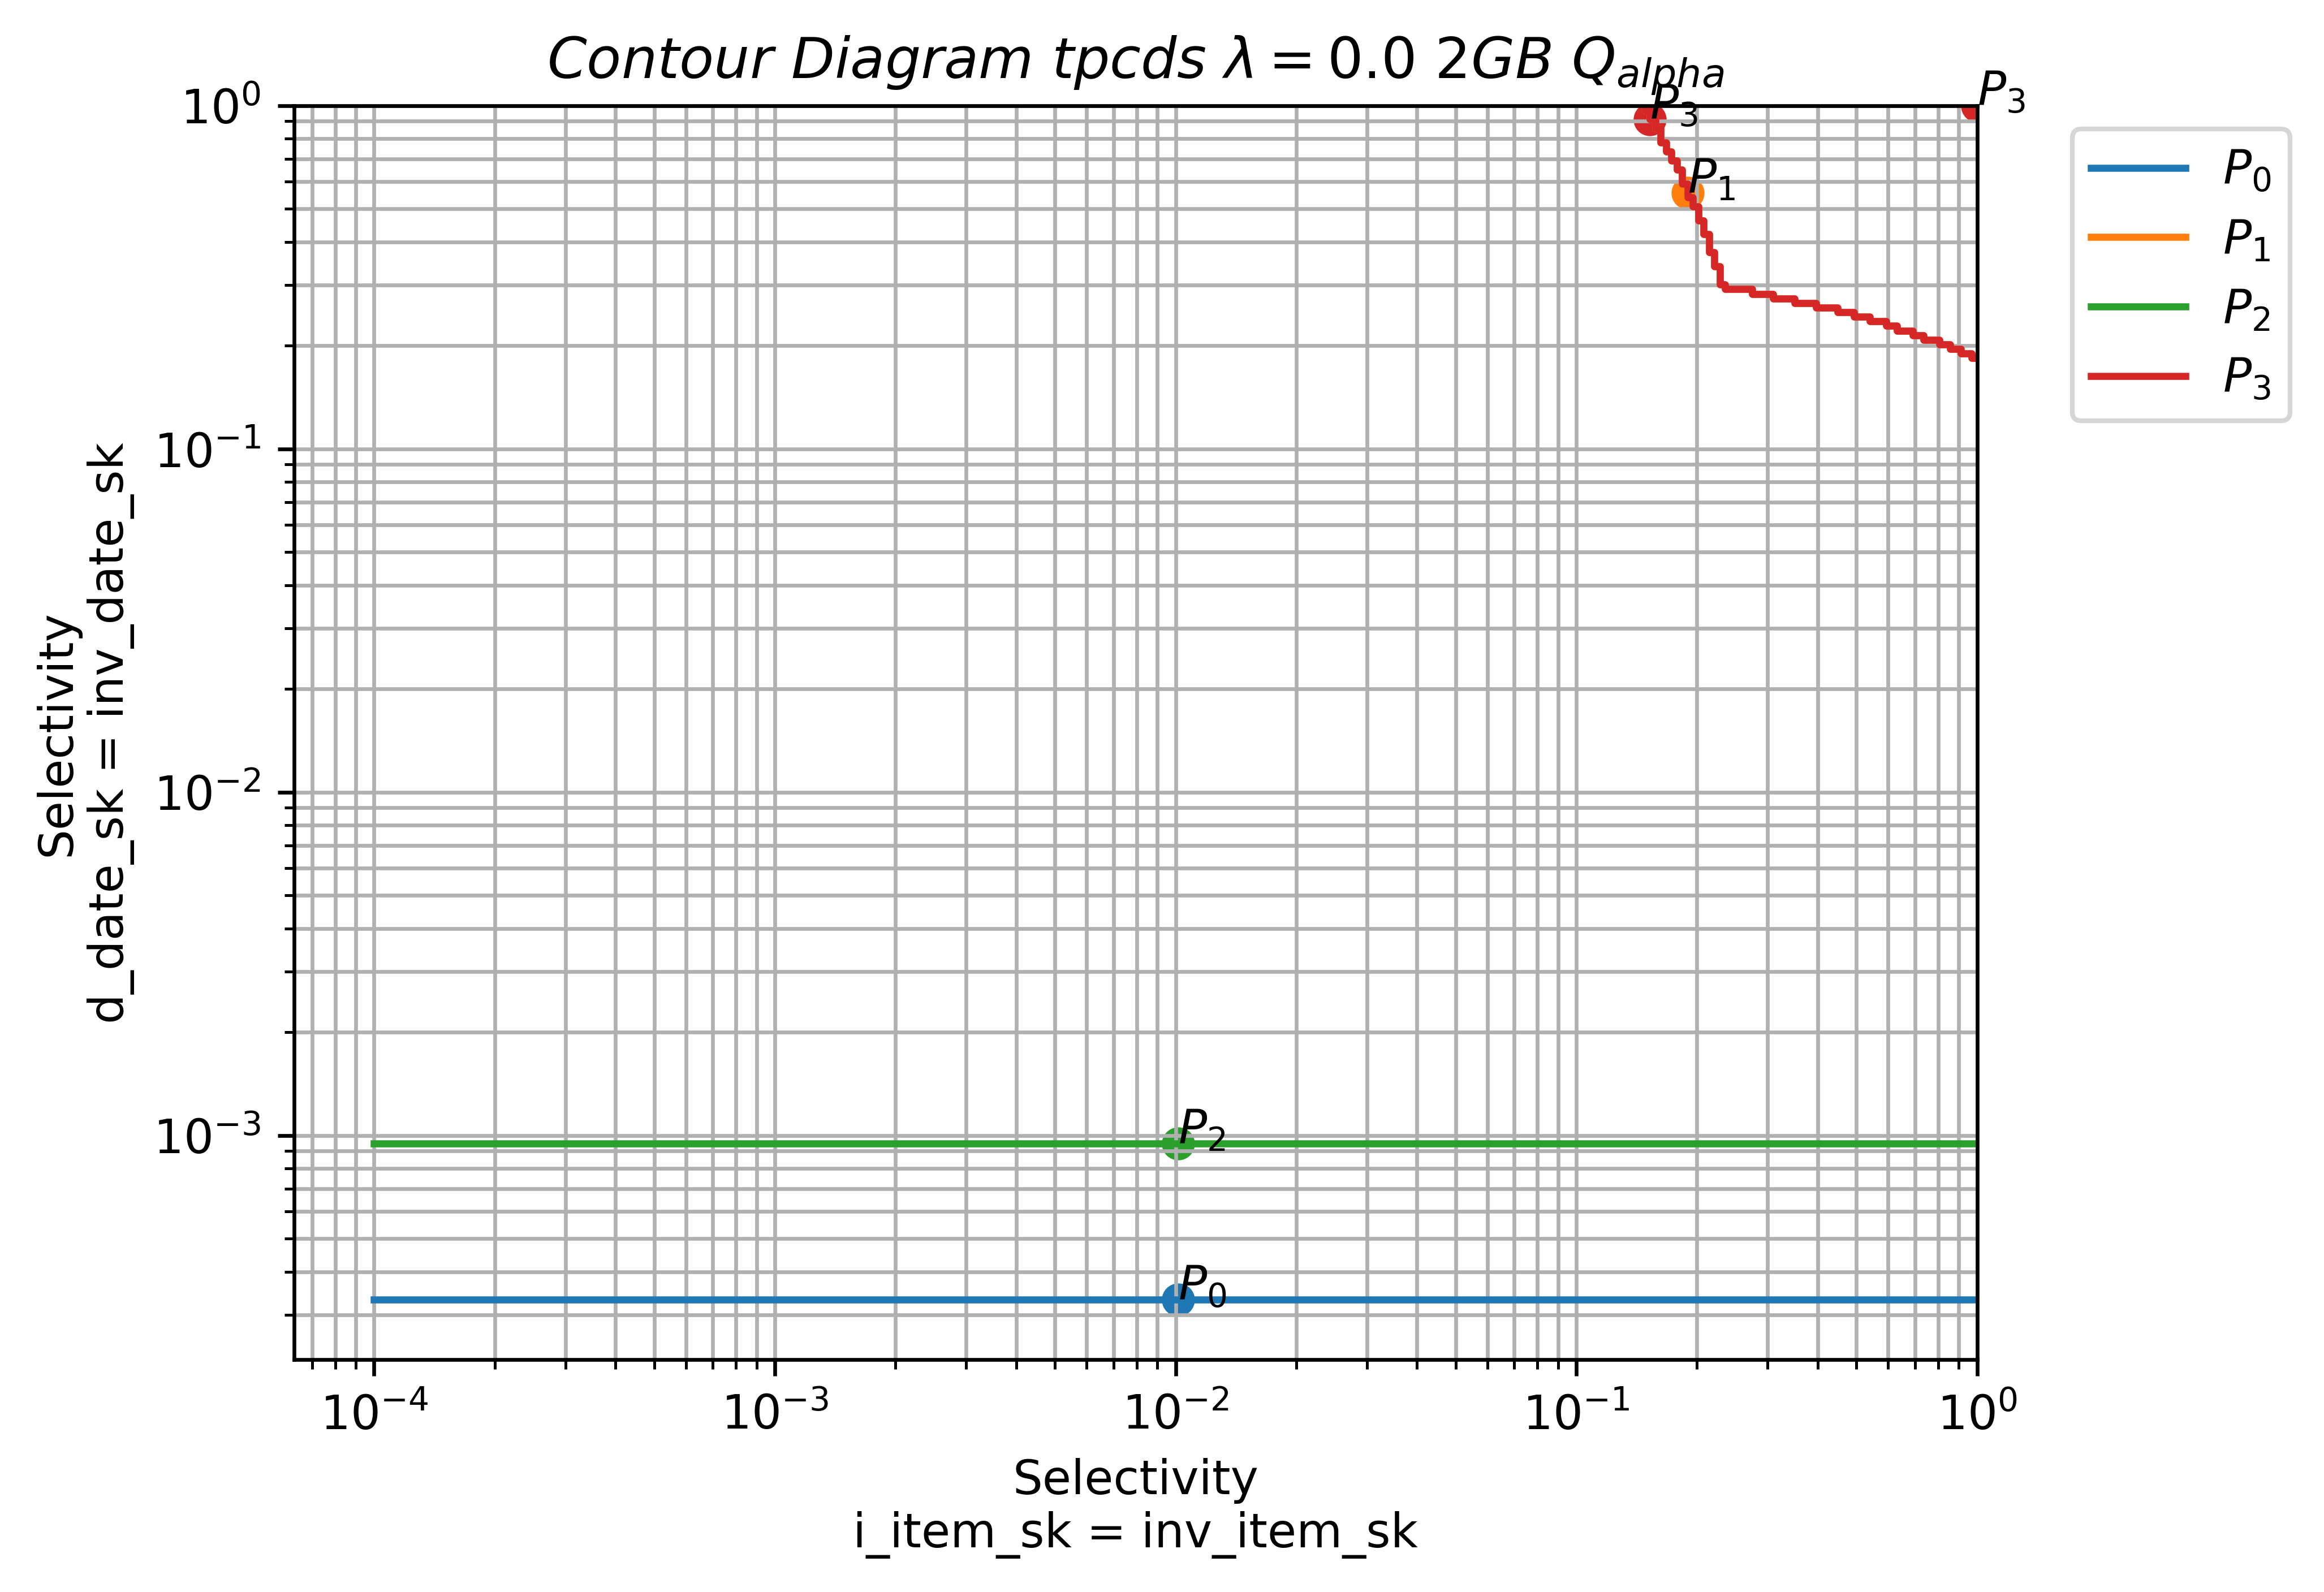 Contour Diagram tpcds λ = 0.0 2GB Q_alpha
P_3
P_3
P_1
P_2
P_0
P_0
P_1
P_2
P_3
10^0
10^-1
10^-2
10^-3
Selectivity
d_date_sk = inv_date_sk
10^-4
10^-3
10^-2
10^-1
10^0
Selectivity
i_item_sk = inv_item_sk